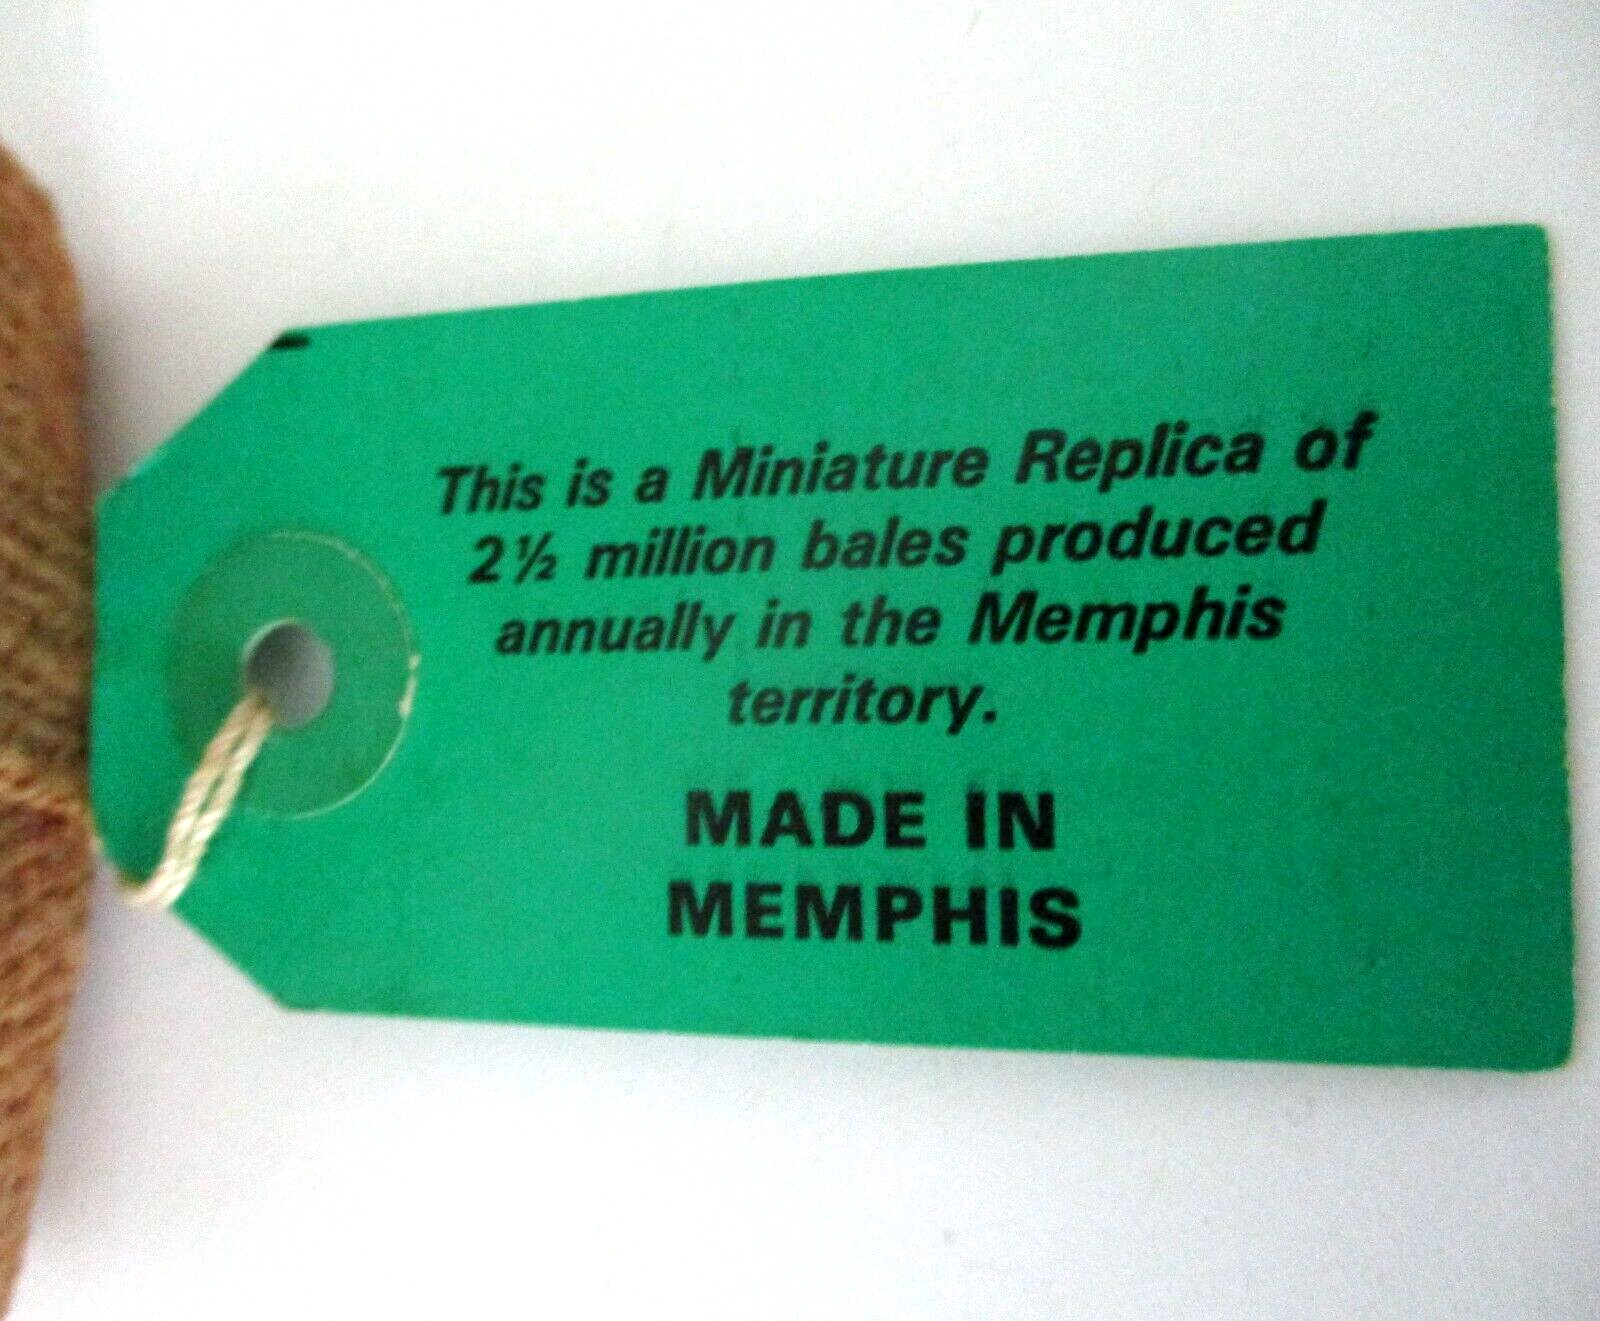 This is a Miniature Replica of
2½ million bales produced
annually in the Memphis
territory.
MADE IN
MEMPHIS